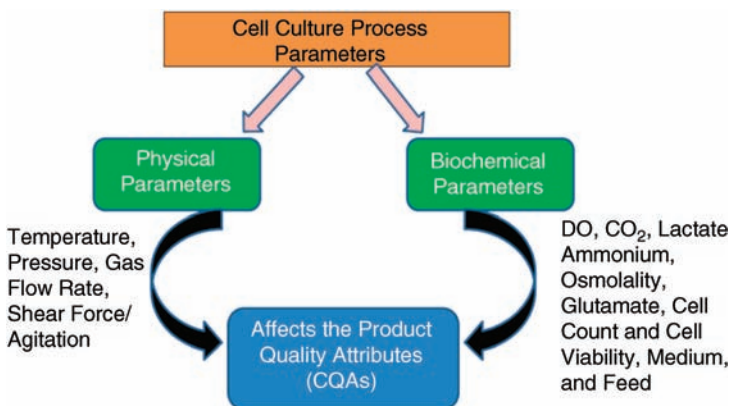 Cell Culture Process
Parameters
Physical
Parameters
Biochemical
Parameters
Temperature,
Pressure, Gas
Flow Rate,
Shear Force/
Agitation
DO, CO₂, Lactate
Ammonium,
Osmolality,
Glutamate, Cell
Count and Cell
Viability, Medium,
and Feed
Affects the Product
Quality Attributes
(CQAs)